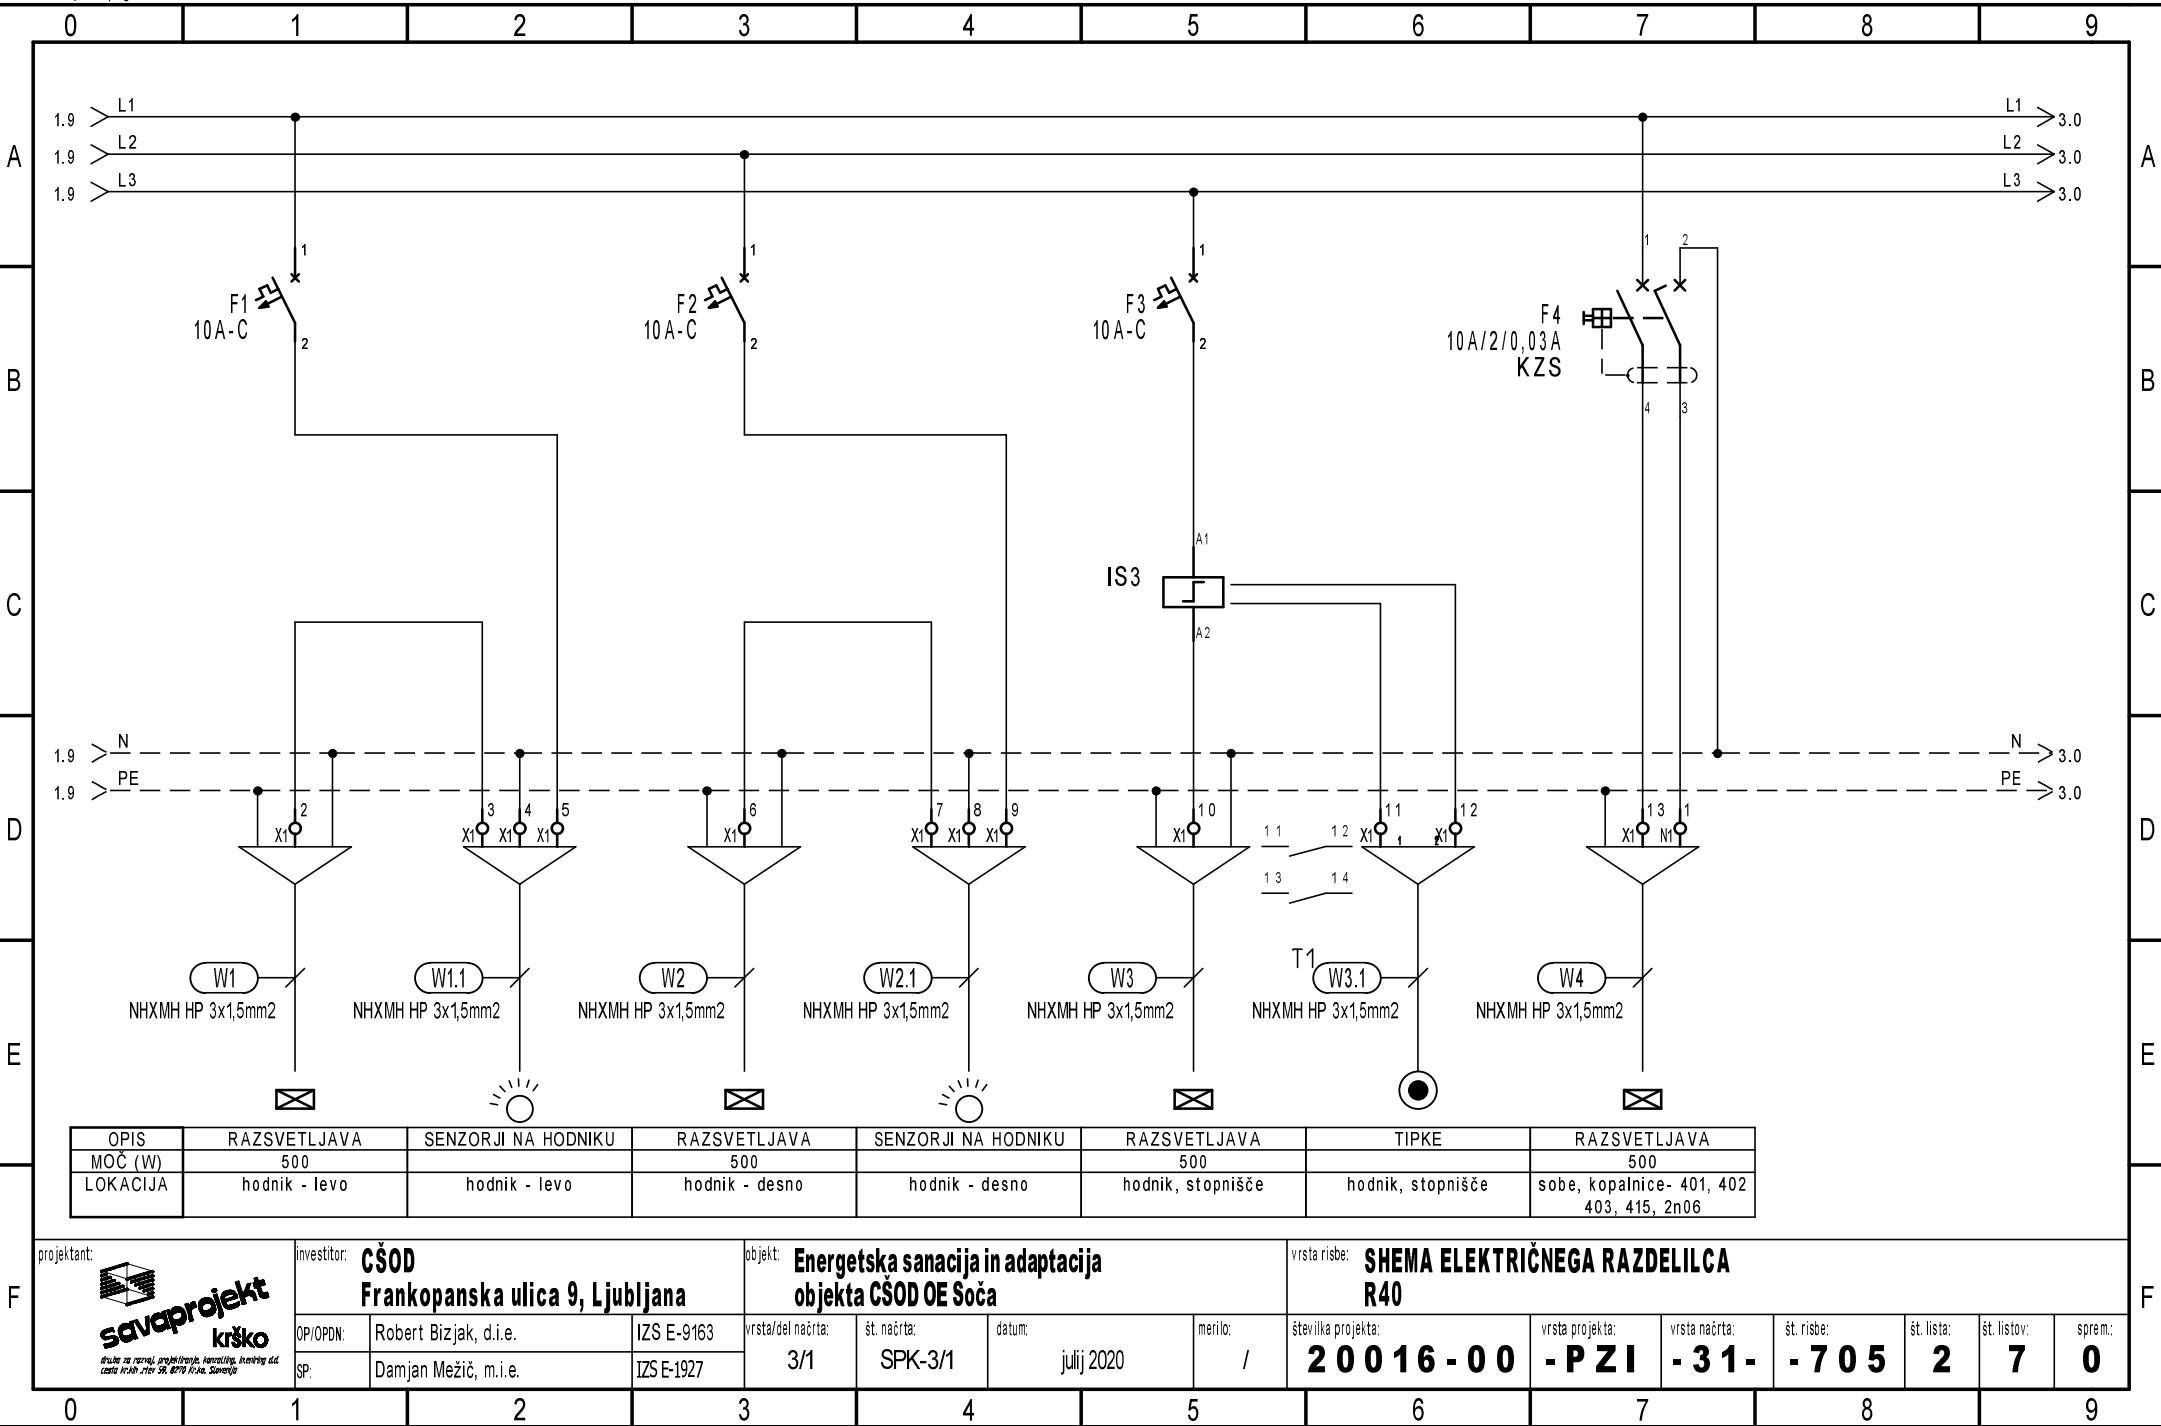 0 1 2 3 4 5 6 7 8 9
1.9 L1 L1 3.0
A 1.9 L2 L2 3.0 A
1.9 L3 L3 3.0
1 1 1 1 2
F1 F2 F3 F4
10A-C 10A-C 10A-C 10A/2/0,03A
2 2 2 KZS
B B
4 3
A1
IS3
C C
A2
1.9 N N 3.0
1.9 PE PE 3.0
2 3 4 5 6 7 8 9 10 11 12 13 1
D X1 X1 X1 X1 X1 X1 X1 X1 X1 11 12 X1 1 2 X1 X1 N1 D
13 14
T1
W1 W1.1 W2 W2.1 W3 W3.1 W4
NHXMH HP 3x1,5mm2 NHXMH HP 3x1,5mm2 NHXMH HP 3x1,5mm2 NHXMH HP 3x1,5mm2 NHXMH HP 3x1,5mm2 NHXMH HP 3x1,5mm2 NHXMH HP 3x1,5mm2
E E
OPIS RAZSVETLJAVA SENZORJI NA HODNIKU RAZSVETLJAVA SENZORJI NA HODNIKU RAZSVETLJAVA TIPKE RAZSVETLJAVA
MOČ (W) 500 500 500 500
LOKACIJA hodnik - levo hodnik - levo hodnik - desno hodnik - desno hodnik, stopnišče hodnik, stopnišče sobe, kopalnice- 401, 402
403, 415, 2n06
projektant: investitor: CŠOD objekt: Energetska sanacija in adaptacija vrsta risbe: SHEMA ELEKTRIČNEGA RAZDELILCA
Frankopanska ulica 9, Ljubljana objekta CŠOD OE Soča R40
F F
savaprojekt
krško
OP/OPDN: Robert Bizjak, d.i.e. IZS E-9163 vrsta/del načrta: št. načrta: datum: merilo: številka projekta: vrsta projekta: vrsta načrta: št. risbe: št. lista: št. listov: sprem.:
SP: Damjan Mežič, m.i.e. IZS E-1927 3/1 SPK-3/1 julij 2020 / 20016-00 -PZI -31- -705 2 7 0
0 1 2 3 4 5 6 7 8 9